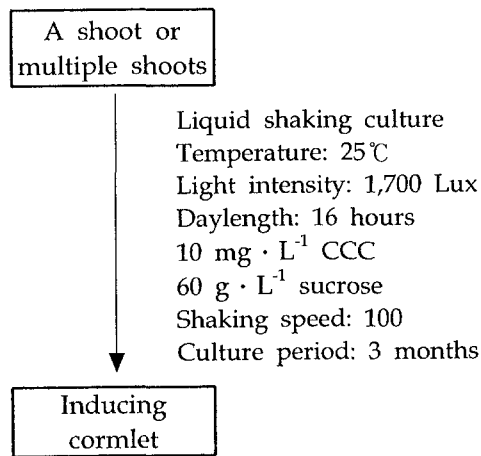 A shoot or
multiple shoots
Liquid shaking culture
Temperature: 25℃
Light intensity: 1,700 Lux
Daylength: 16 hours
10 mg · L⁻¹ CCC
60 g · L⁻¹ sucrose
Shaking speed: 100
Culture period: 3 months
Inducing
cormlet